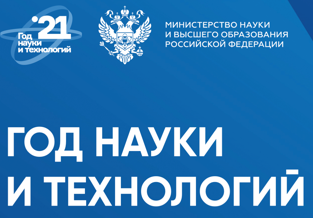 '21
Год
науки
и технологий
МИНИСТЕРСТВО НАУКИ
И ВЫСШЕГО ОБРАЗОВАНИЯ
РОССИЙСКОЙ ФЕДЕРАЦИИ
ГОД НАУКИ
И ТЕХНОЛОГИЙ